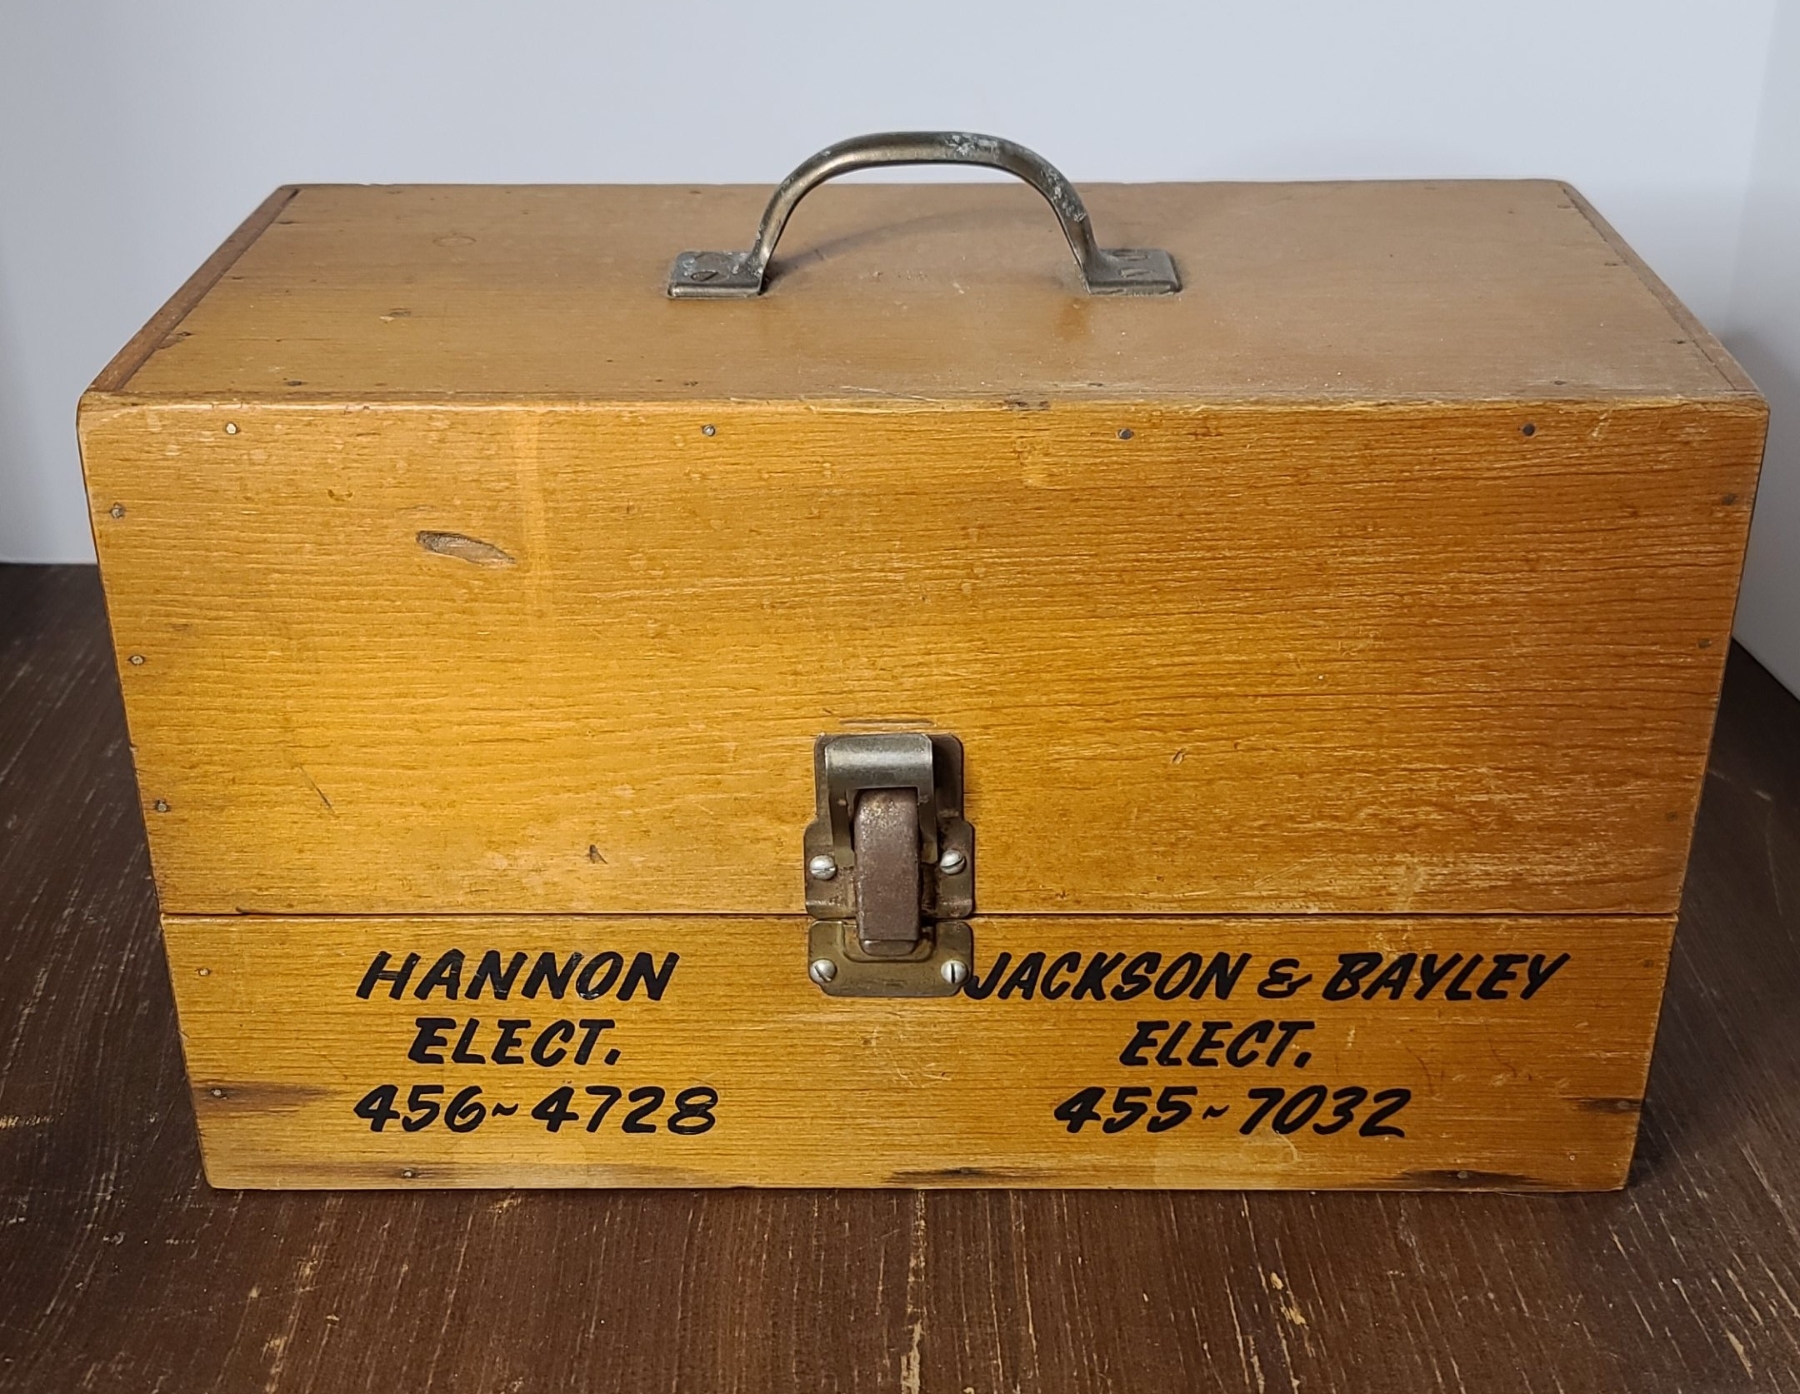 HANNON
ELECT.
456~4728
JACKSON & BAYLEY
ELECT.
455~7032